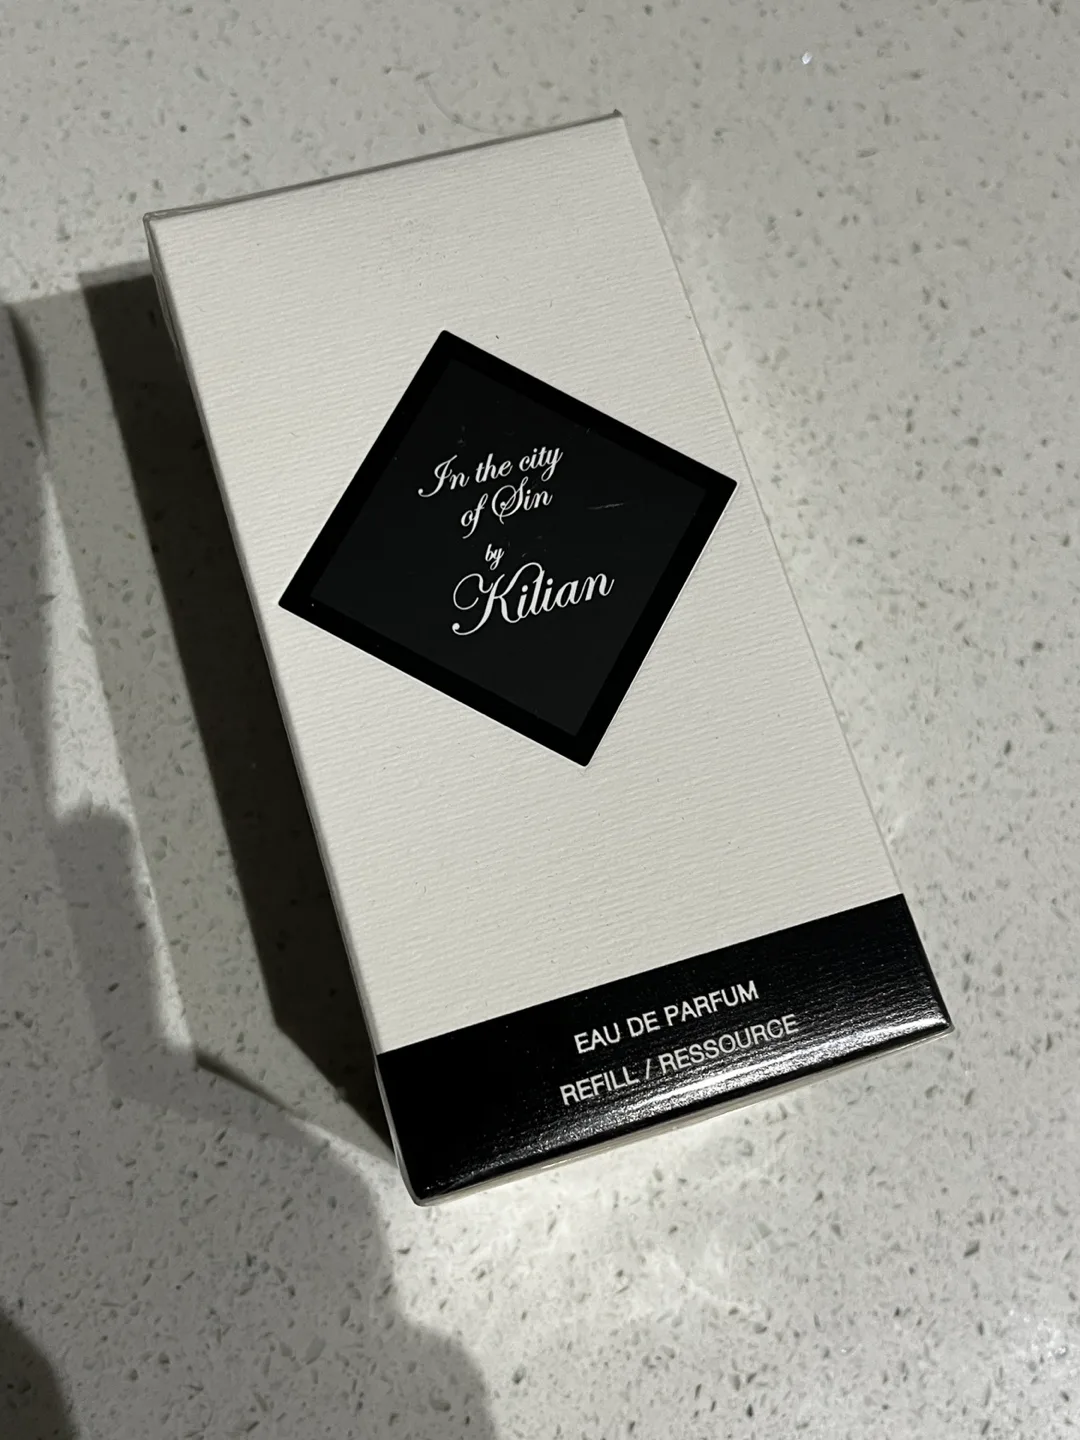 In the city
of Sin
by
Kilian
EAU DE PARFUM
REFILL / RESSOURCE